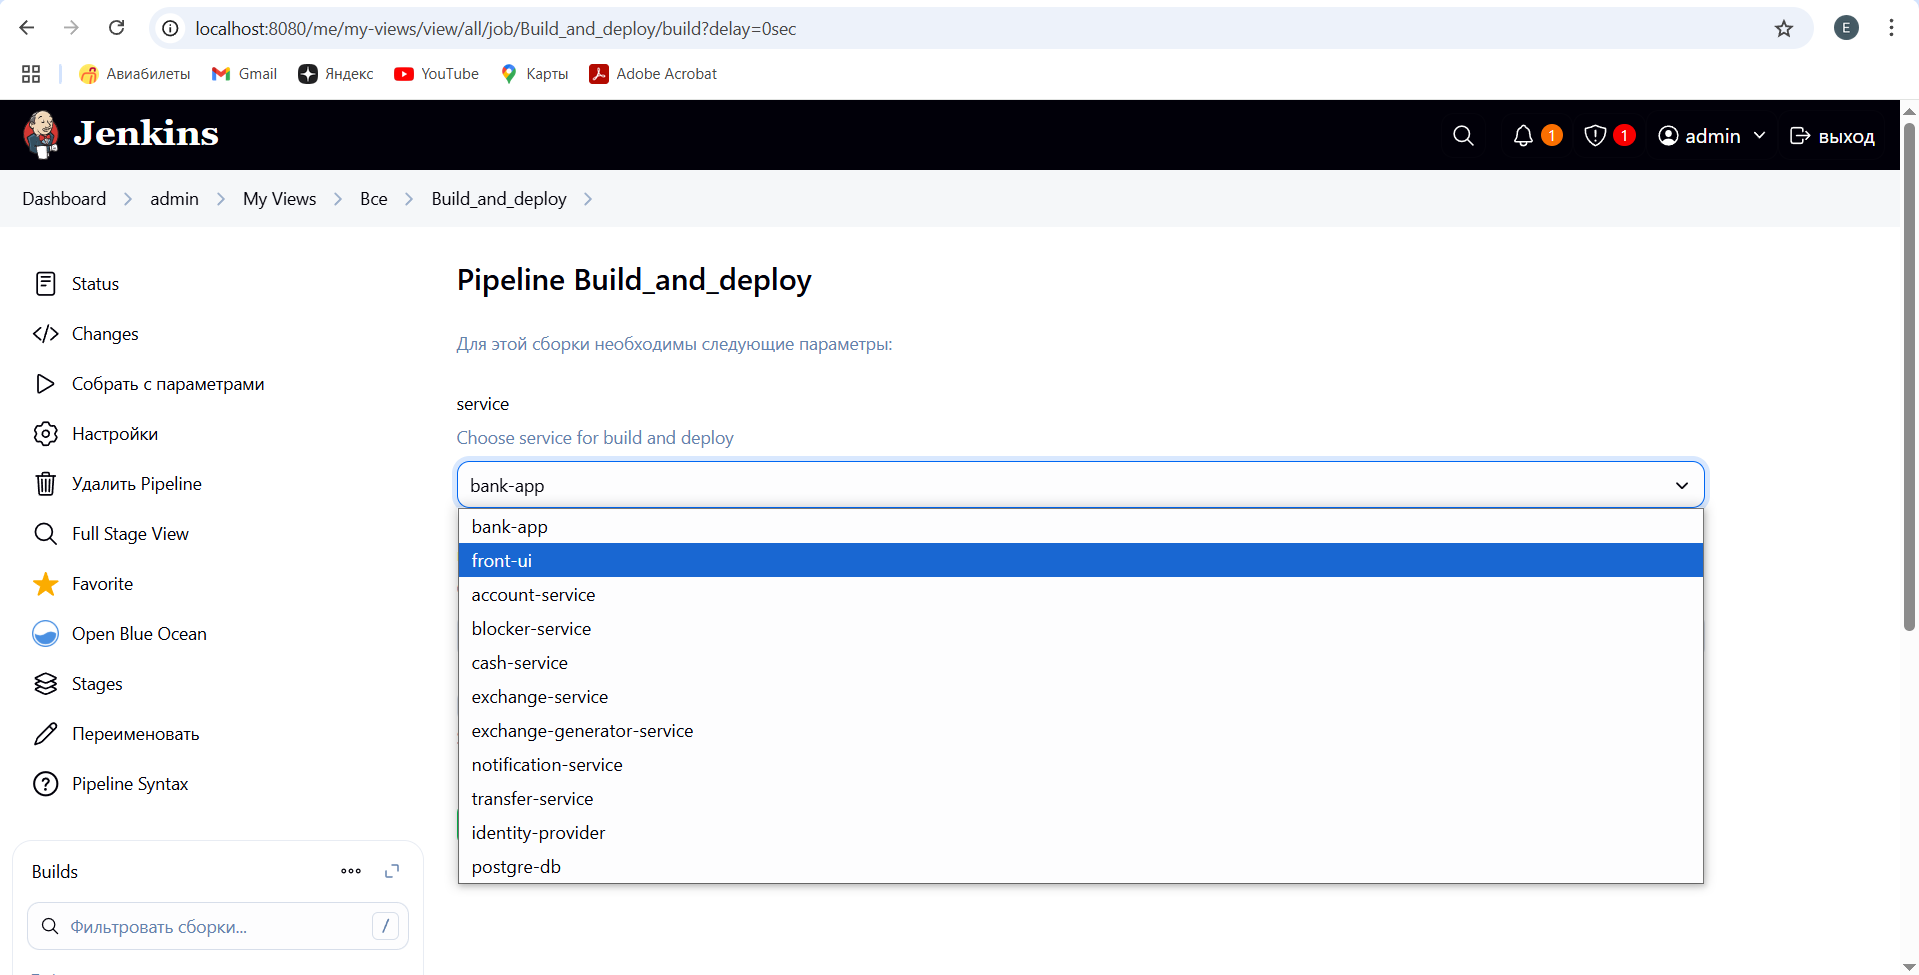 localhost:8080/me/my-views/view/all/job/Build_and_deploy/build?delay=0sec
E
Авиабилеты Gmail Яндекс YouTube Карты Adobe Acrobat
Jenkins
1 1 admin выход
Dashboard admin My Views Все Build_and_deploy
Status
Changes
Собрать с параметрами
Настройки
Удалить Pipeline
Full Stage View
Favorite
Open Blue Ocean
Stages
Переименовать
Pipeline Syntax
Builds
Фильтровать сборки... /
Pipeline Build_and_deploy
Для этой сборки необходимы следующие параметры:
service
Choose service for build and deploy
bank-app
bank-app
front-ui
account-service
blocker-service
cash-service
exchange-service
exchange-generator-service
notification-service
transfer-service
identity-provider
postgre-db